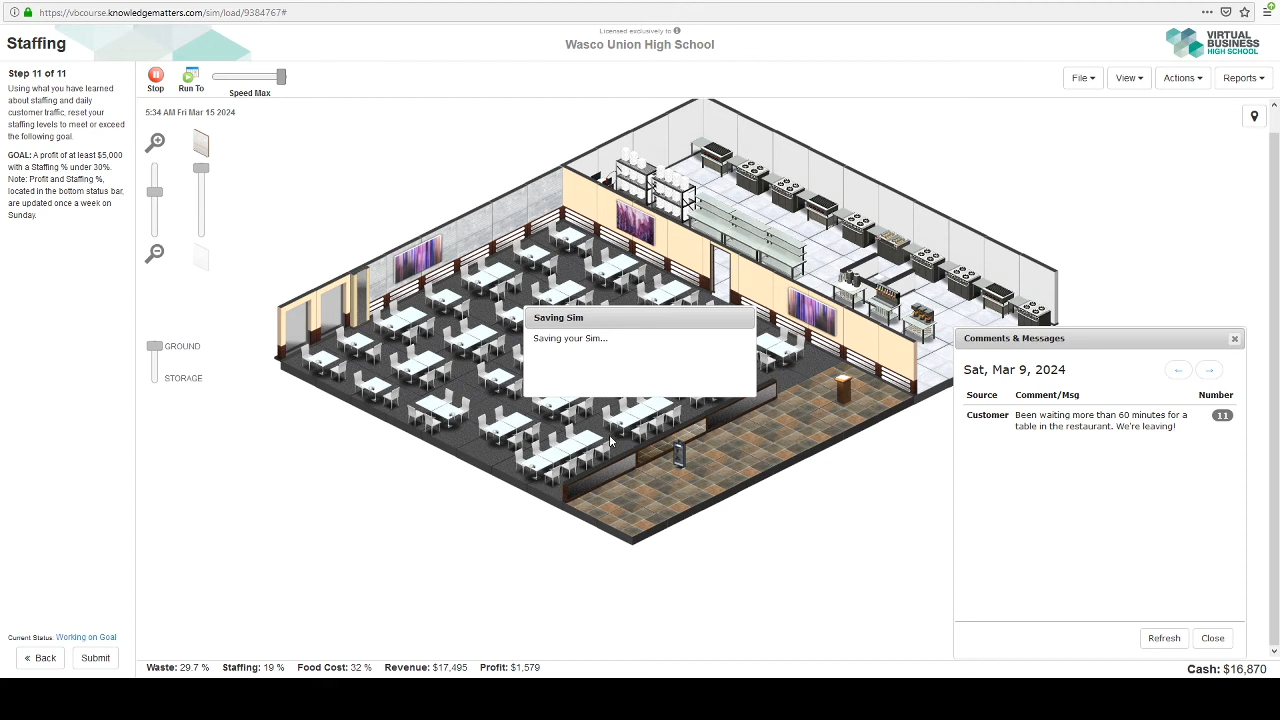 https://vbcourse.knowledgematters.com/sim/load/9384767#
Staffing
Licensed exclusively to
Wasco Union High School
VIRTUAL
BUSINESS
HIGH SCHOOL
Step 11 of 11
Using what you have learned
about staffing and daily
customer traffic, reset your
staffing levels to meet or exceed
the following goal.
GOAL: A profit of at least $5,000
with a Staffing % under 30%.
Note: Profit and Staffing %,
located in the bottom status bar,
are updated once a week on
Sunday.
Stop
Run To
Speed Max
File
View
Actions
Reports
5:34 AM Fri Mar 15 2024
GROUND
STORAGE
Saving Sim
Saving your Sim...
Comments & Messages
Sat, Mar 9, 2024
Source Comment/Msg Number
Customer Been waiting more than 60 minutes for a 11
table in the restaurant. We're leaving!
Refresh
Close
Current Status: Working on Goal
« Back
Submit
Waste: 29.7 % Staffing: 19 % Food Cost: 32 % Revenue: $17,495 Profit: $1,579
Cash: $16,870